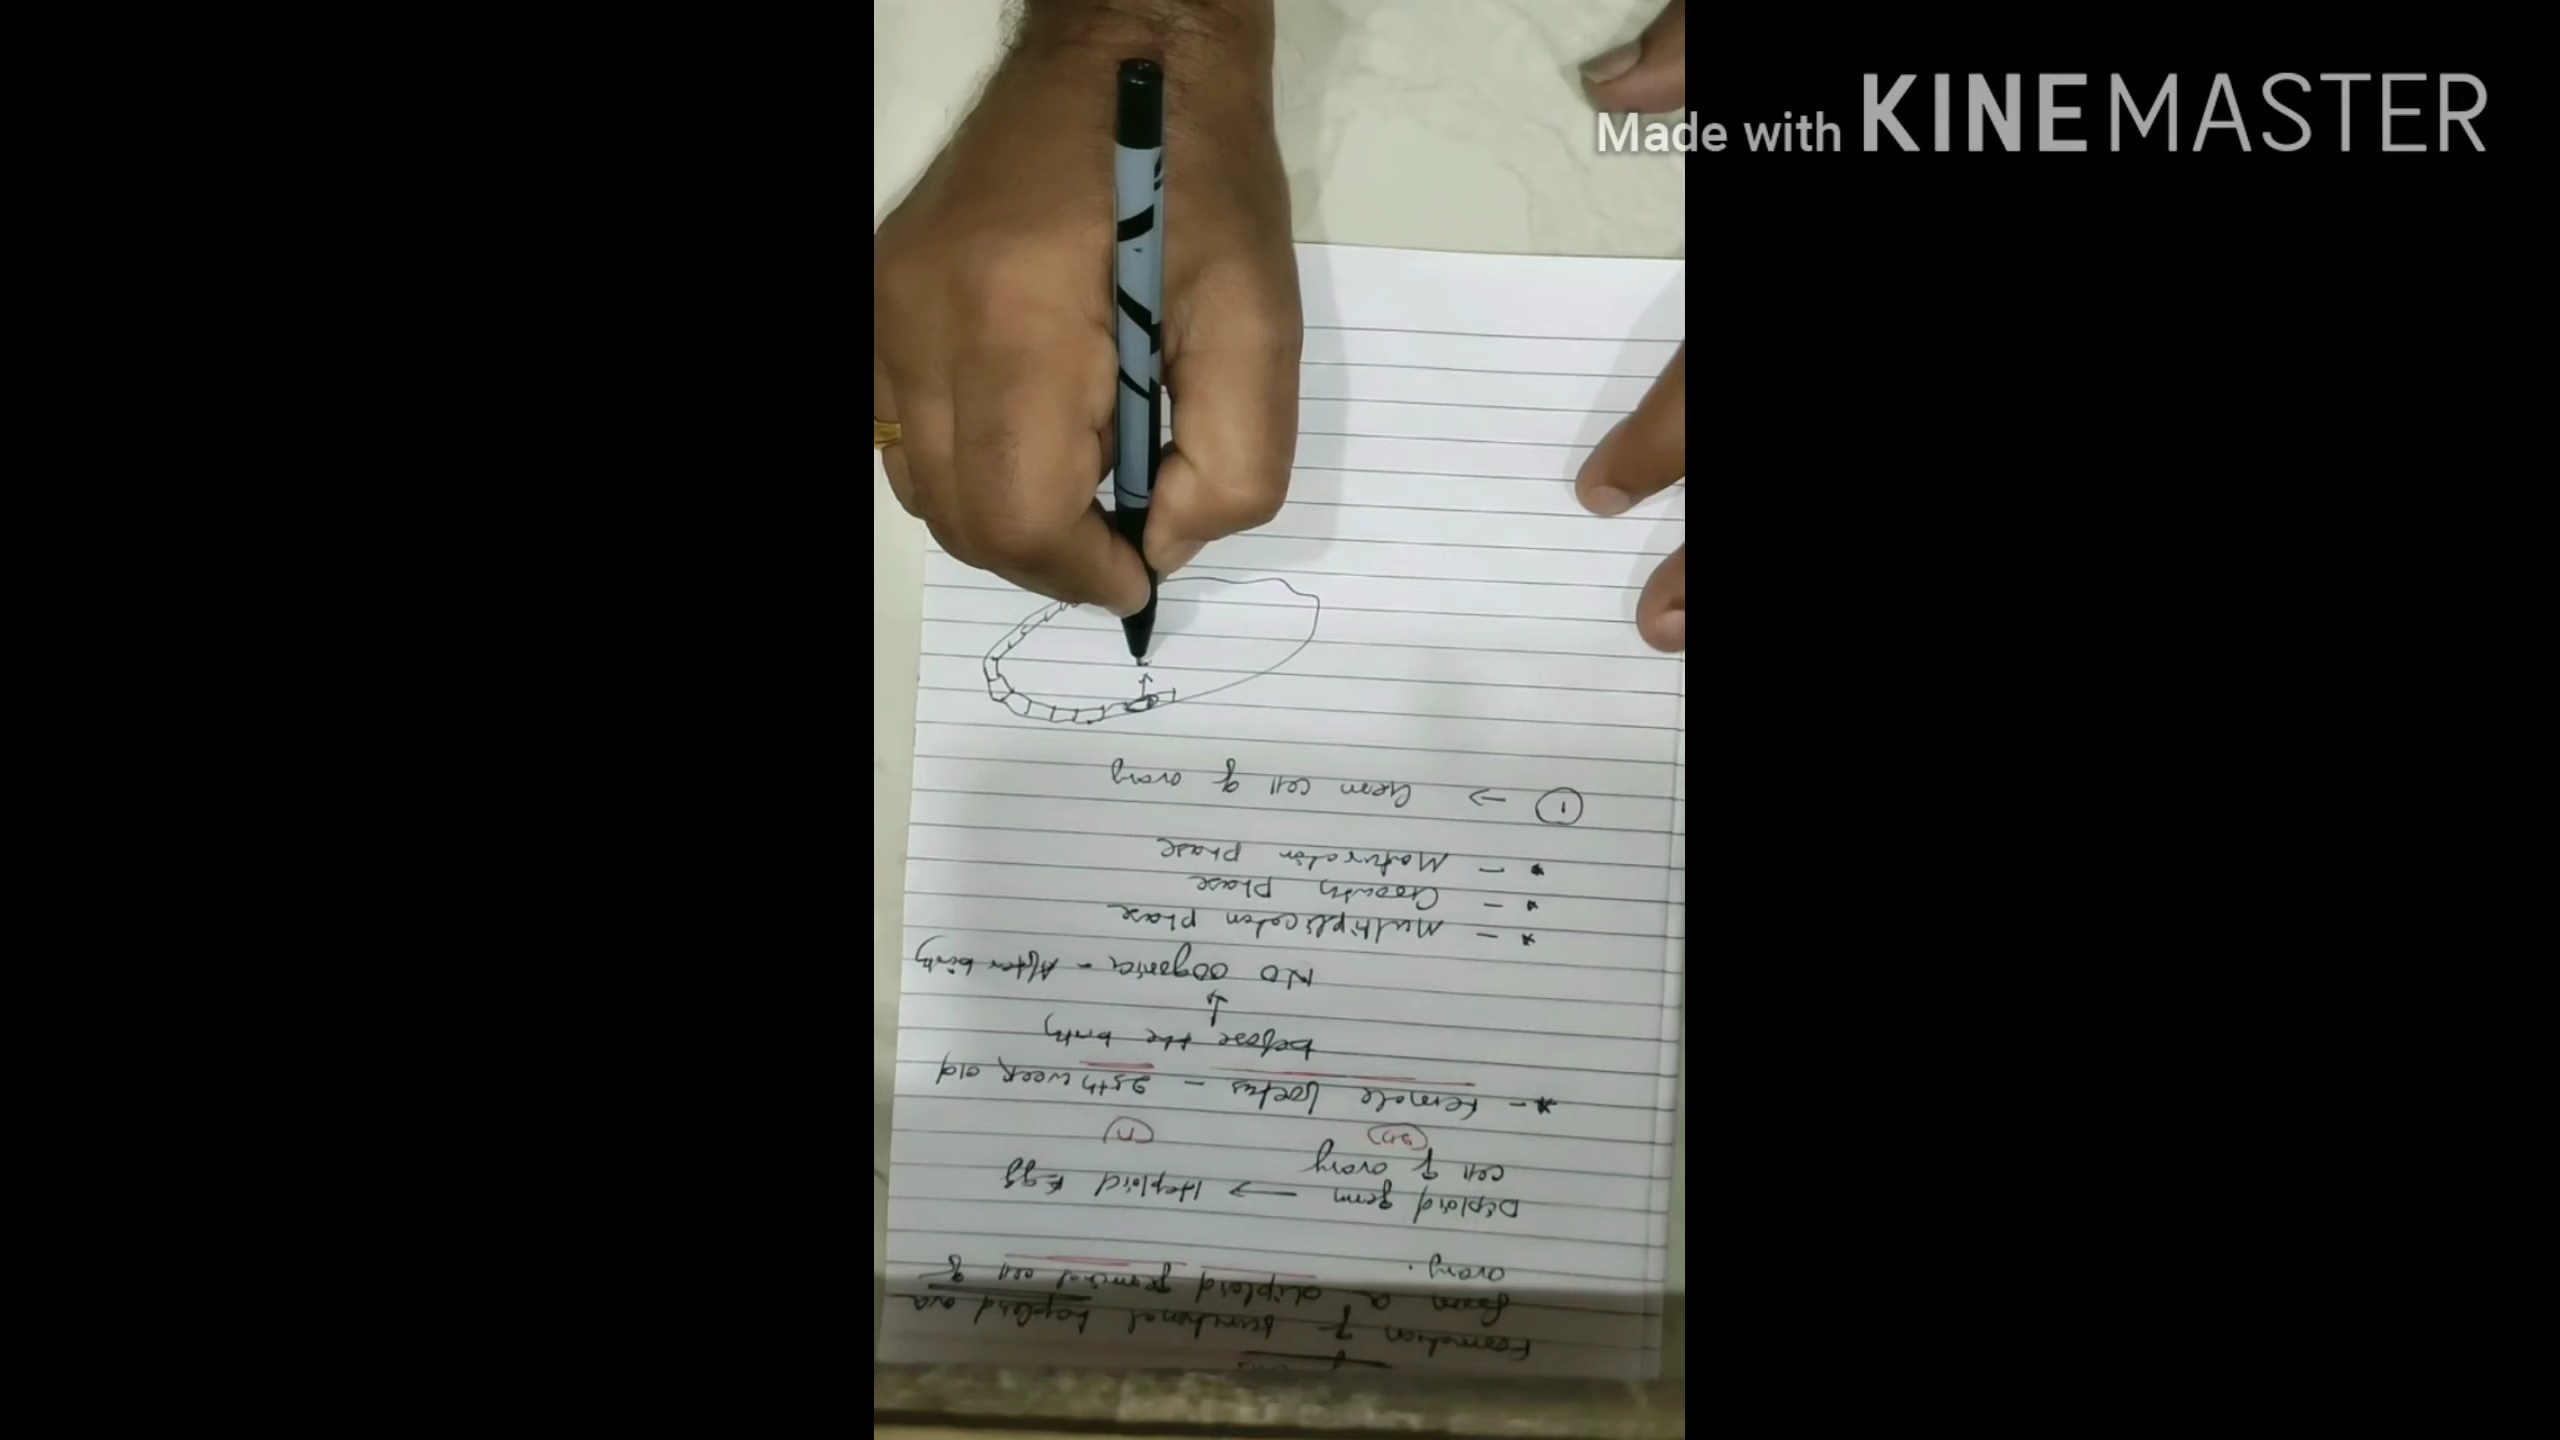 Made with KINEMASTER
Formation of functional haploid ova
from a diploid germinal cell of
ovary.
Diploid germ → Haploid Egg
cell of ovary
(2n) (n)
* - Female foetus - 25th week old
before the birth
↓
NO oogonia - After birth
* - Multiplication phase
* - Growth phase
* - Maturation phase
① → Germ cell of ovary